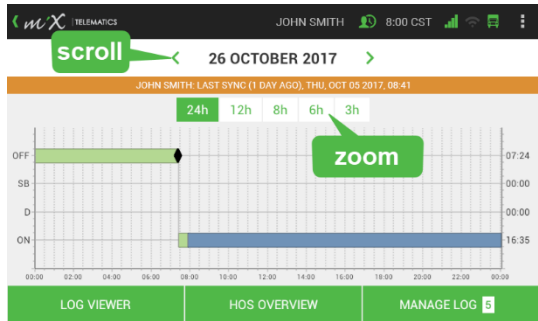 miX TELEMATICS JOHN SMITH 8:00 CST
scroll
26 OCTOBER 2017
JOHN SMITH: LAST SYNC (1 DAY AGO), THU, OCT 05 2017, 08:41
24h 12h 8h 6h 3h
zoom
OFF 07:24
SB 00:00
D 00:00
ON 16:35
00:00 02:00 04:00 06:00 08:00 10:00 12:00 14:00 16:00 18:00 20:00 22:00 00:00
LOG VIEWER HOS OVERVIEW MANAGE LOG 5